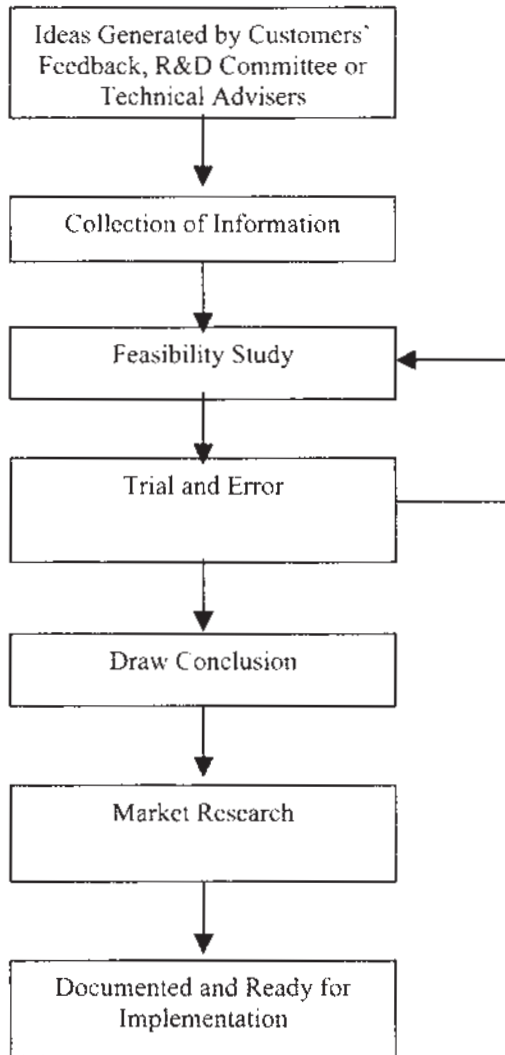 Ideas Generated by Customers`
Feedback, R&D Committee or
Technical Advisers
Collection of Information
Feasibility Study
Trial and Error
Draw Conclusion
Market Research
Documented and Ready for
Implementation